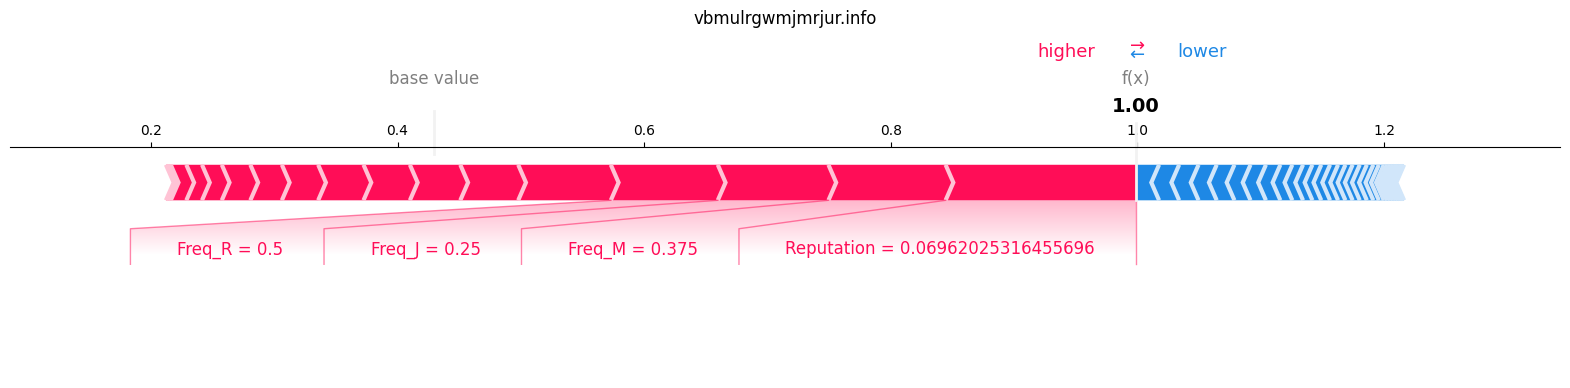 vbmulrgwmjmrjur.info
higher → ← lower
base value f(x)
1.00
0.2 0.4 0.6 0.8 1 0 1.2
Freq_R = 0.5 Freq_J = 0.25 Freq_M = 0.375 Reputation = 0.06962025316455696